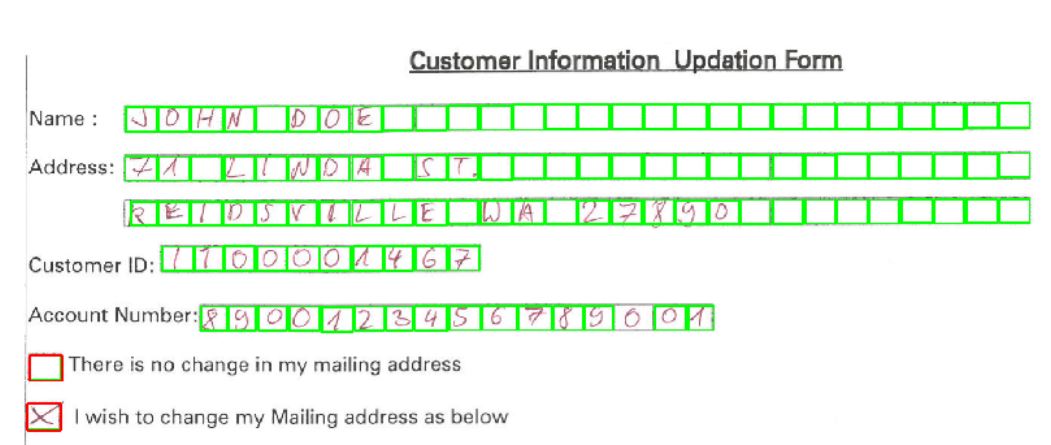 Customer Information Updation Form
Name : JOHN DOE
Address: 71 LINDA ST.
REIDSVILLE WA 27890
Customer ID: 1100001467
Account Number: 8900123456789001
There is no change in my mailing address
I wish to change my Mailing address as below